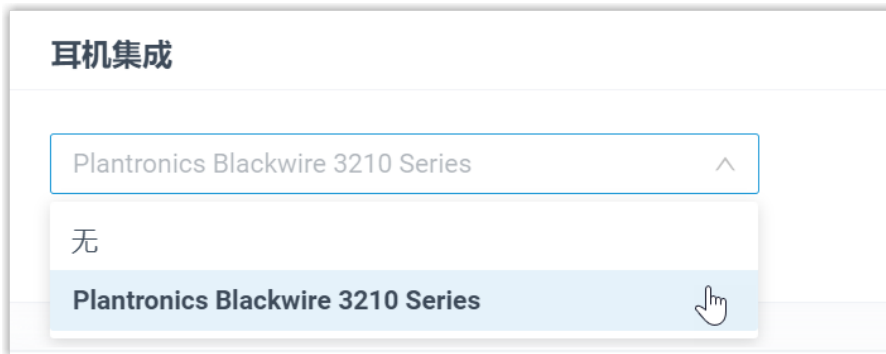 耳机集成
Plantronics Blackwire 3210 Series
无
Plantronics Blackwire 3210 Series